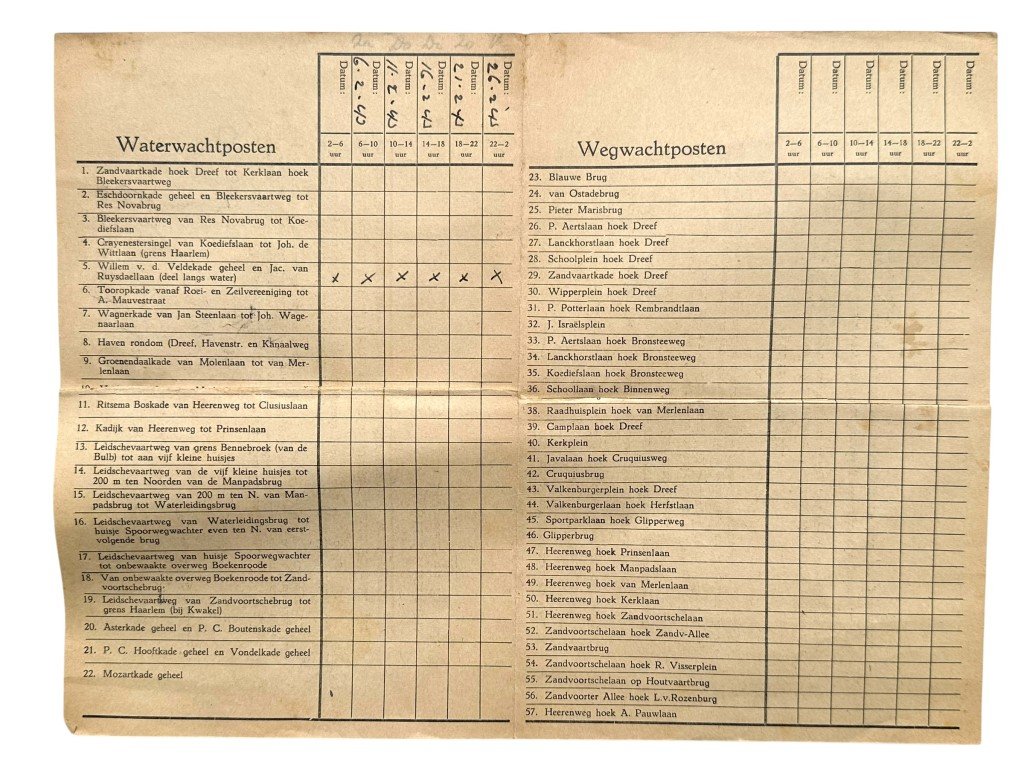 Datum: Datum: Datum: Datum: Datum: Datum:
6.2.45 11.2.45 16.2.45 21.2.45 26.2.45
Waterwachtposten
2—6 uur 6—10 uur 10—14 uur 14—18 uur 18—22 uur 22—2 uur
1. Zandvaartkade hoek Dreef tot Kerklaan hoek
Bleekersvaartweg
2. Eschdoornkade geheel en Bleekersvaartweg tot
Res Novabrug
3. Bleekersvaartweg van Res Novabrug tot Koe-
diefslaan
4. Crayenestersingel van Koediefslaan tot Joh. de
Wittlaan (grens Haarlem)
5. Willem v. d. Veldekade geheel en Jac. van
Ruysdaellaan (deel langs water) x x x x x x
6. Tooropkade vanaf Roei- en Zeilvereeniging tot
A. Mauvestraat
7. Wagnerkade van Jan Steenlaan tot Joh. Wage-
naarlaan
8. Haven rondom (Dreef, Havenstr. en Kanaalweg
9. Groenendaalkade van Molenlaan tot van Mer-
lenlaan
11. Ritsema Boskade van Heerenweg tot Clusiuslaan
12. Kadijk van Heerenweg tot Prinsenlaan
13. Leidschevaartweg van grens Bennebroek (van de
Bulb) tot aan vijf kleine huisjes
14. Leidschevaartweg van de vijf kleine huisjes tot
200 m ten Noorden van de Manpadsbrug
15. Leidschevaartweg van 200 m ten N. van Man-
padsbrug tot Waterleidingsbrug
16. Leidschevaartweg van Waterleidingsbrug tot
huisje Spoorwegwachter even ten N. van eerst-
volgende brug
17. Leidschevaartweg van huisje Spoorwegwachter
tot onbewaakte overweg Boekenroode
18. Van onbewaakte overweg Boekenroode tot Zand-
voortschebrug
19. Leidschevaartweg van Zandvoortschebrug tot
grens Haarlem (bij Kwakel)
20. Asterkade geheel en P. C. Boutenskade geheel
21. P. C. Hooftkade geheel en Vondelkade geheel
22. Mozartkade geheel
Datum: Datum: Datum: Datum: Datum: Datum:
Wegwachtposten
2—6 uur 6—10 uur 10—14 uur 14—18 uur 18—22 uur 22—2 uur
23. Blauwe Brug
24. van Ostadebrug
25. Pieter Marisbrug
26. P. Aertslaan hoek Dreef
27. Lanckhorstlaan hoek Dreef
28. Schoolplein hoek Dreef
29. Zandvaartkade hoek Dreef
30. Wipperplein hoek Dreef
31. P. Potterlaan hoek Rembrandtlaan
32. J. Israëlsplein
33. P. Aertslaan hoek Bronsteeweg
34. Lanckhorstlaan hoek Bronsteeweg
35. Koediefslaan hoek Bronsteeweg
36. Schoollaan hoek Binnenweg
38. Raadhuisplein hoek van Merlenlaan
39. Camplaan hoek Dreef
40. Kerkplein
41. Javalaan hoek Cruquiusweg
42. Cruquiusbrug
43. Valkenburgerplein hoek Dreef
44. Valkenburgerlaan hoek Herfstlaan
45. Sportparklaan hoek Glipperweg
46. Glipperbrug
47. Heerenweg hoek Prinsenlaan
48. Heerenweg hoek Manpadslaan
49. Heerenweg hoek van Merlenlaan
50. Heerenweg hoek Kerklaan
51. Heerenweg hoek Zandvoortschelaan
52. Zandvoortschelaan hoek Zandv-Allee
53. Zandvaartbrug
54. Zandvoortschelaan hoek R. Visserplein
55. Zandvoortschelaan op Houtvaartbrug
56. Zandvoorter Allee hoek L.v.Rozenburg
57. Heerenweg hoek A. Pauwlaan